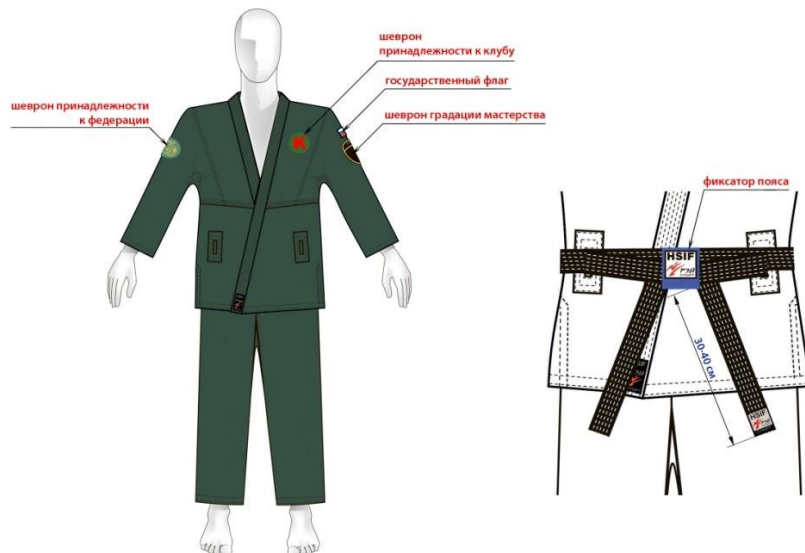 шеврон
принадлежности к клубу
государственный флаг
шеврон принадлежности
к федерации
шеврон градации мастерства
К
фиксатор пояса
HSIF
30-40 см
HSIF